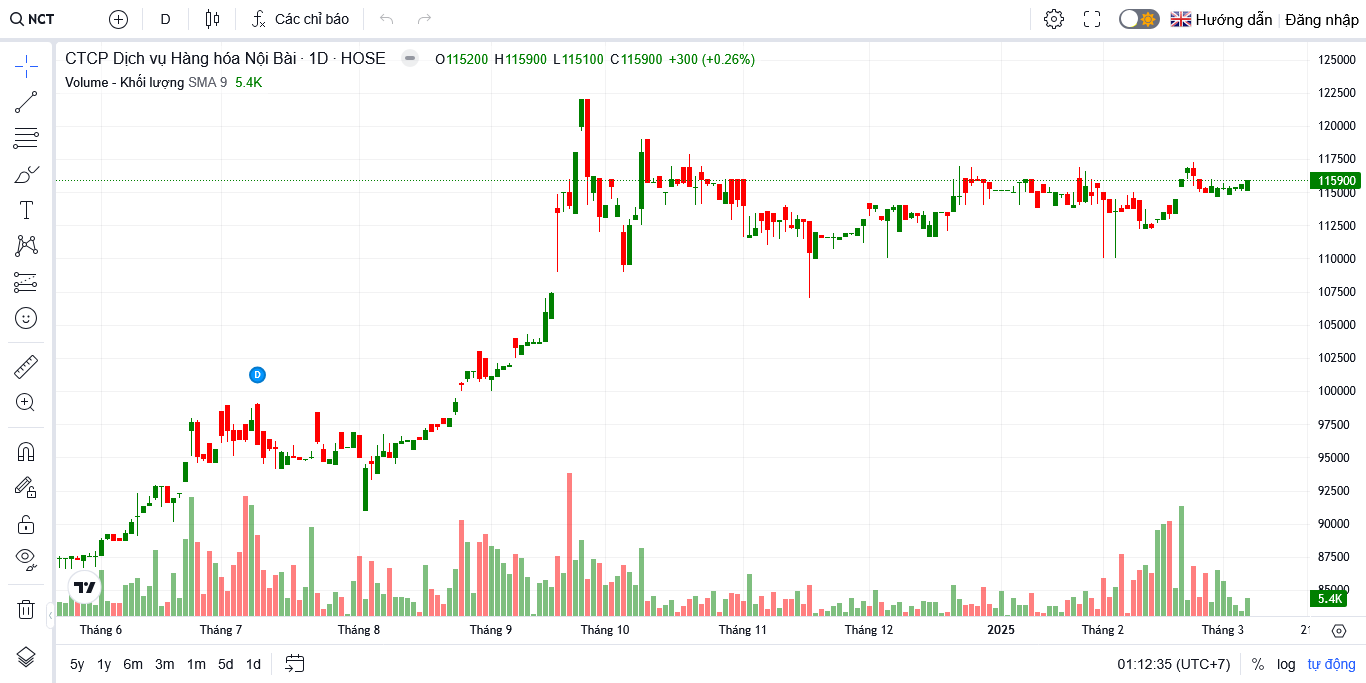 NCT D Các chỉ báo Hướng dẫn Đăng nhập
CTCP Dịch vụ Hàng hóa Nội Bài · 1D · HOSE O115200 H115900 L115100 C115900 +300 (+0.26%)
Volume - Khối lượng SMA 9 5.4K
125000
122500
120000
117500
115900
115000
112500
110000
107500
105000
102500
100000
97500
95000
92500
90000
87500
85000
5.4K
D
Tháng 6 Tháng 7 Tháng 8 Tháng 9 Tháng 10 Tháng 11 Tháng 12 2025 Tháng 2 Tháng 3 21
5y 1y 6m 3m 1m 5d 1d 01:12:35 (UTC+7) % log tự động